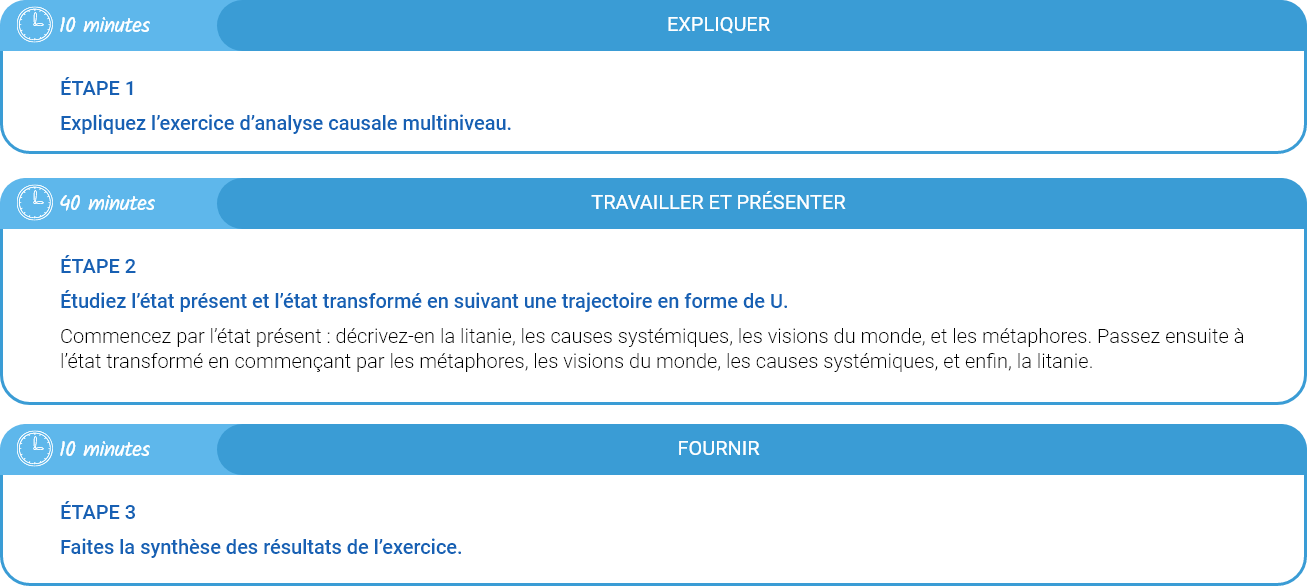 10 minutes
EXPLIQUER
ÉTAPE 1
Expliquez l’exercice d’analyse causale multiniveau.
40 minutes
TRAVAILLER ET PRÉSENTER
ÉTAPE 2
Étudiez l’état présent et l’état transformé en suivant une trajectoire en forme de U.
Commencez par l’état présent : décrivez-en la litanie, les causes systémiques, les visions du monde, et les métaphores. Passez ensuite à
l’état transformé en commençant par les métaphores, les visions du monde, les causes systémiques, et enfin, la litanie.
10 minutes
FOURNIR
ÉTAPE 3
Faites la synthèse des résultats de l’exercice.